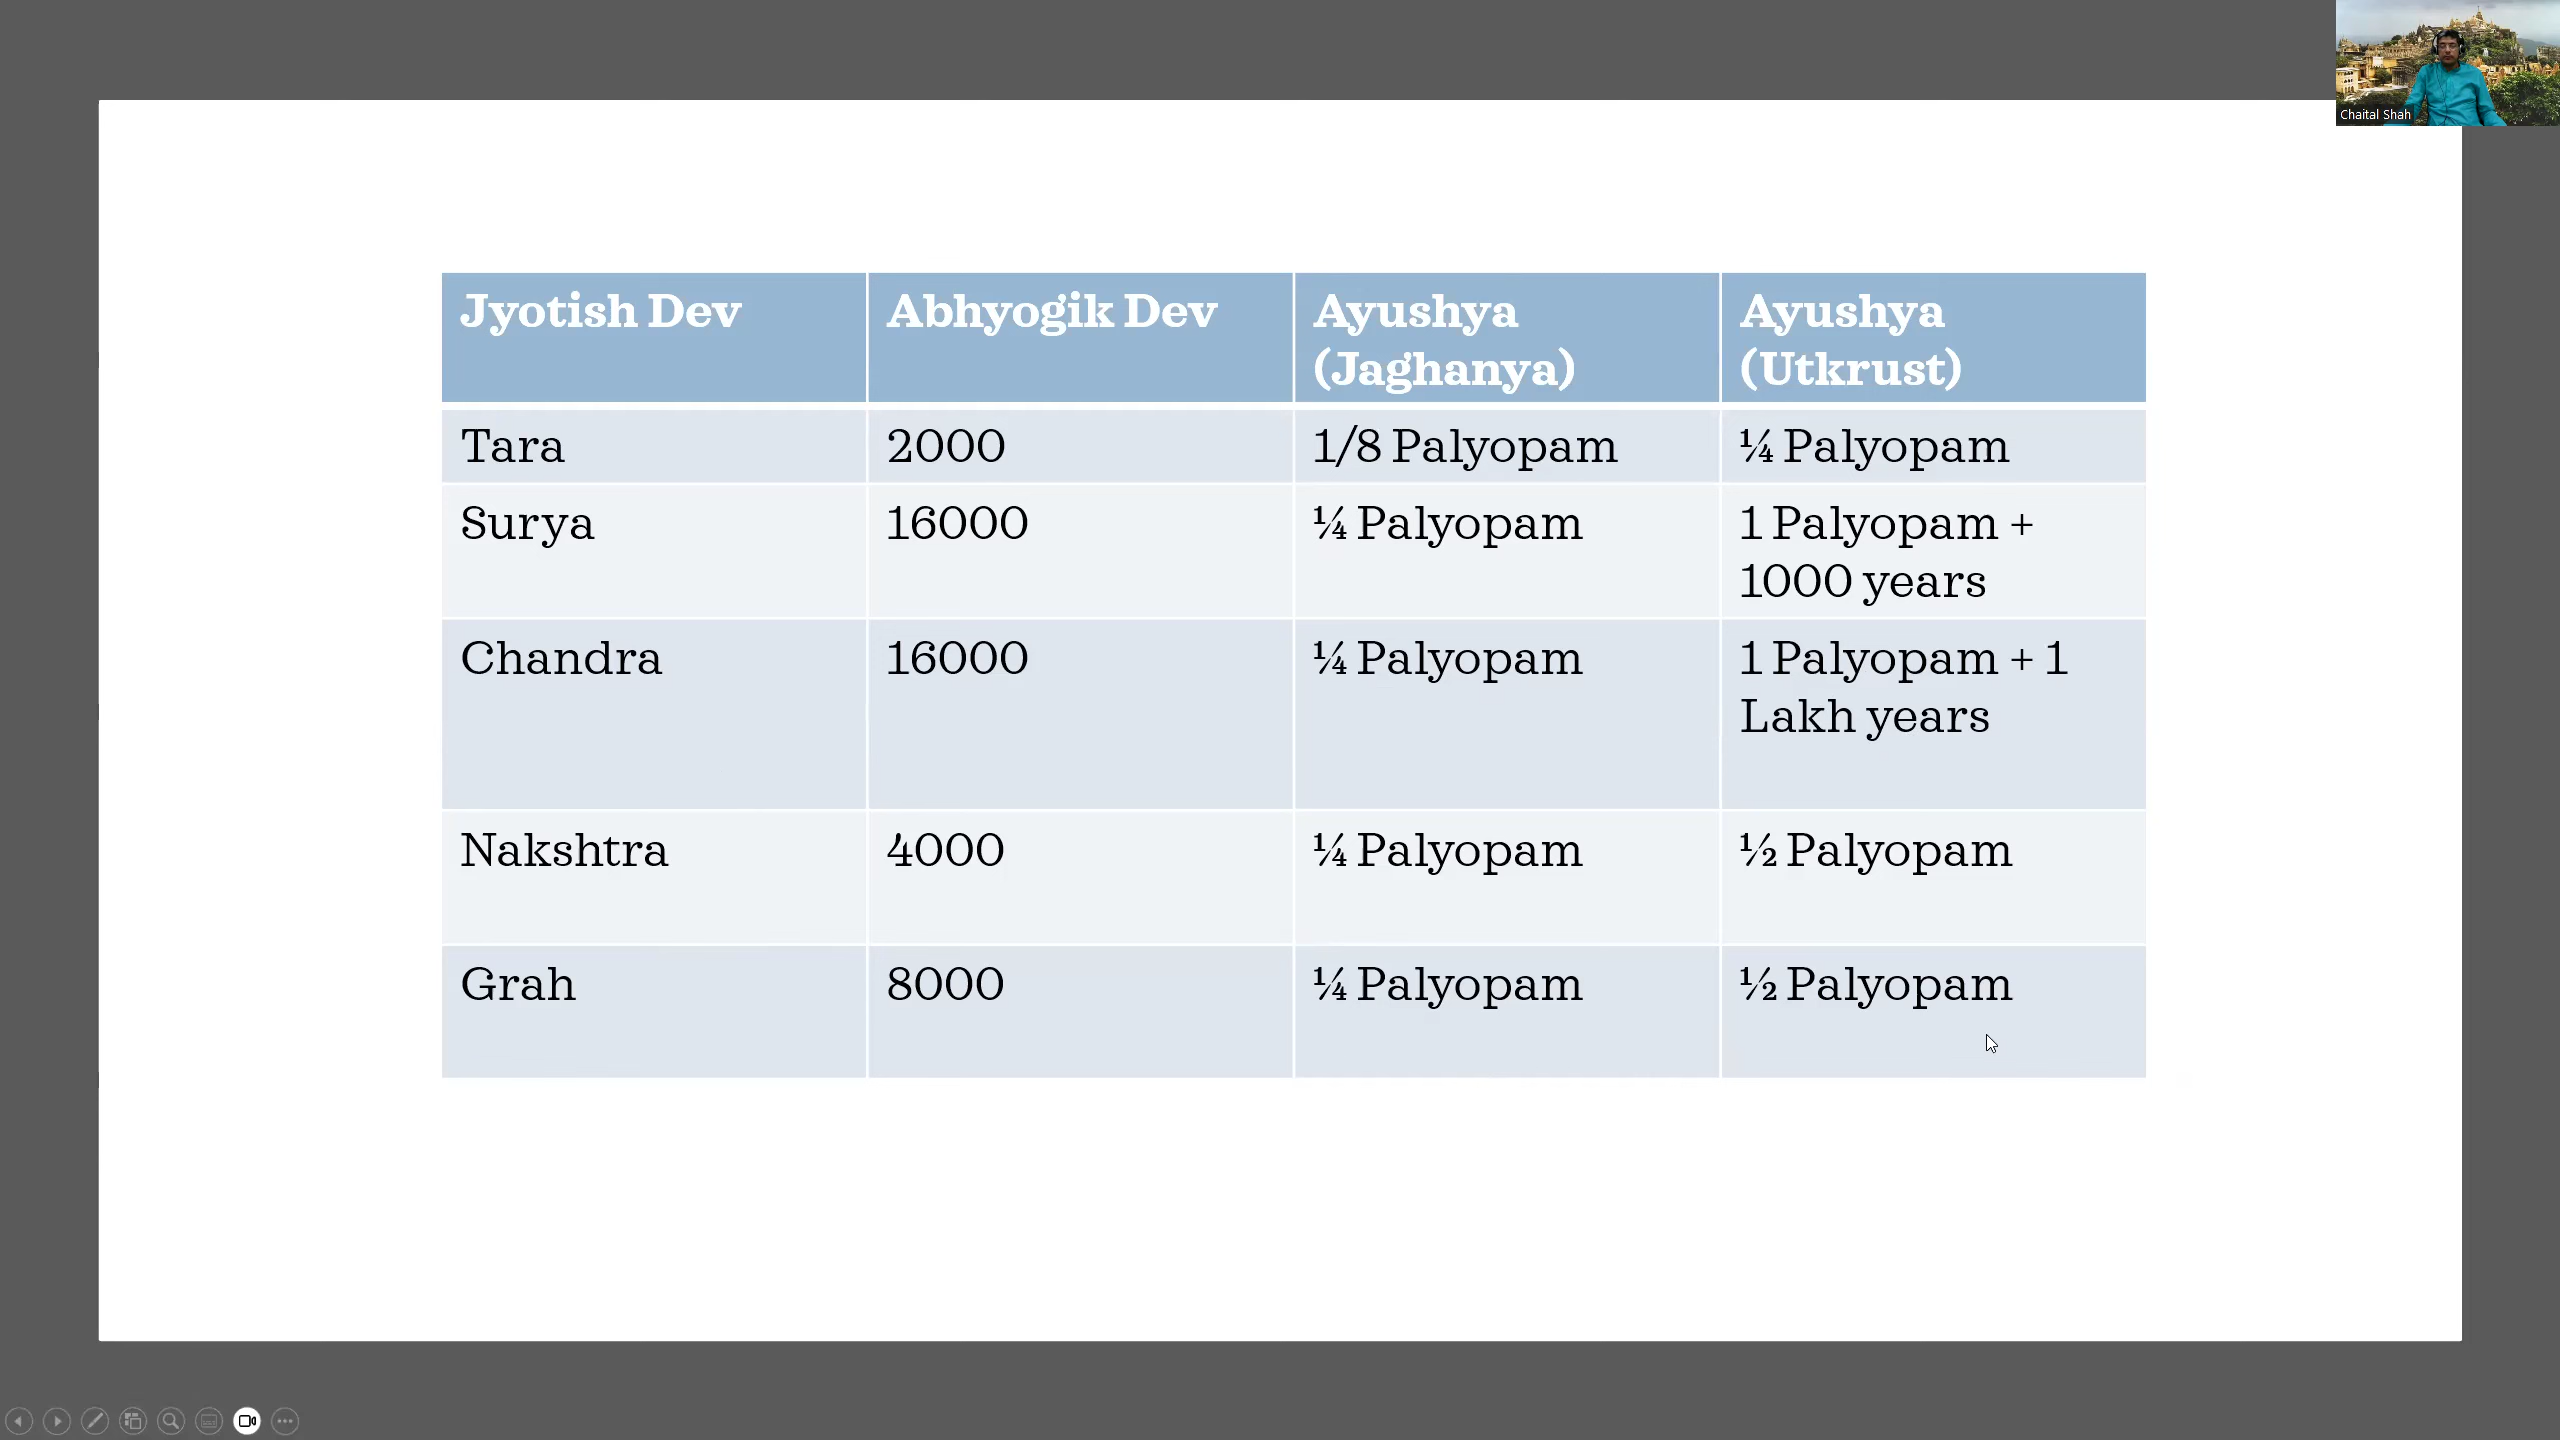 Chaital Shah
Jyotish Dev
Abhyogik Dev
Ayushya
(Jaghanya)
Ayushya
(Utkrust)
Tara
2000
1/8 Palyopam
¼ Palyopam
Surya
16000
¼ Palyopam
1 Palyopam +
1000 years
Chandra
16000
¼ Palyopam
1 Palyopam + 1
Lakh years
Nakshtra
4000
¼ Palyopam
½ Palyopam
Grah
8000
¼ Palyopam
½ Palyopam